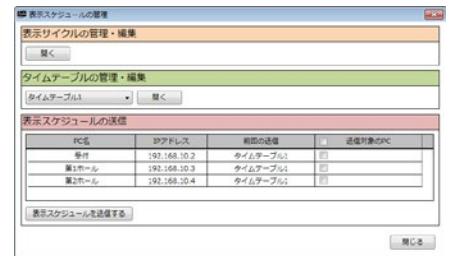 表示スケジュールの管理
表示サイクルの管理・編集
開く
タイムテーブルの管理・編集
タイムテーブル1 開く
表示スケジュールの送信
PC名 IPアドレス 前回の送信 送信対象のPC
受付 192.168.10.2 タイムテーブル1
第1ホール 192.168.10.3 タイムテーブル1
第2ホール 192.168.10.4 タイムテーブル1
表示スケジュールを送信する
閉じる